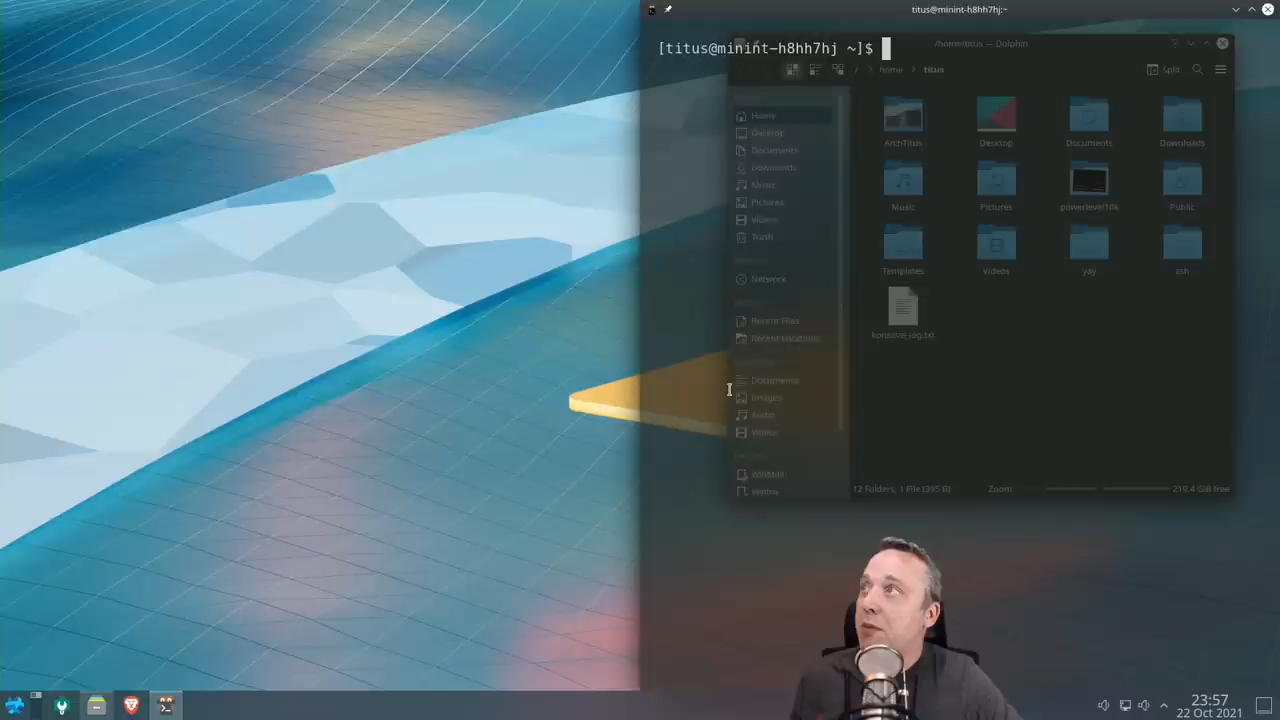 titus@minint-h8hh7hj:~
[titus@minint-h8hh7hj ~]$
/home/titus — Dolphin
/ › home › titus
Split
Home
Desktop
Documents
Downloads
Music
Pictures
Videos
Trash
Network
Recent Files
Recent Locations
Documents
Images
Audio
Videos
ArchTitus
Desktop
Documents
Downloads
Music
Pictures
powerlevel10k
Public
Templates
Videos
yay
zsh
konsave_log.txt
12 Folders, 1 File (395 B)
Zoom:
219.4 GiB free
23:57
22 Oct 2021